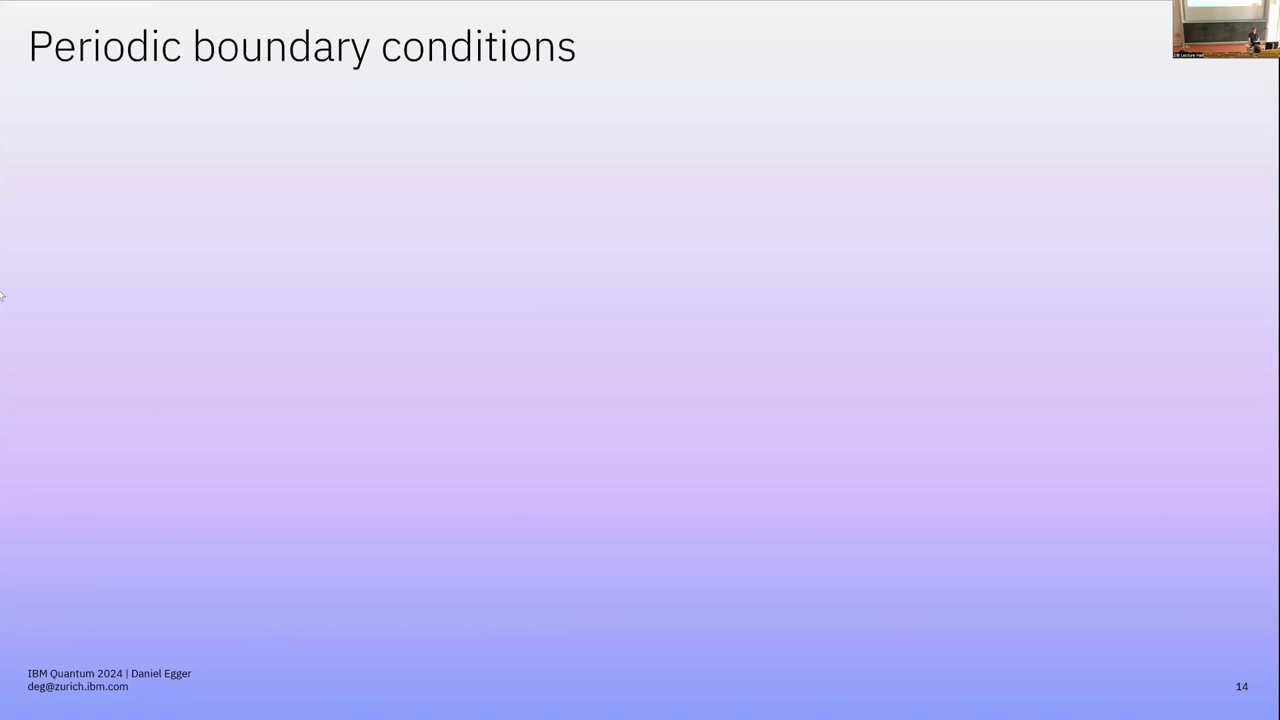 Periodic boundary conditions
IBM Quantum 2024 | Daniel Egger
deg@zurich.ibm.com
14